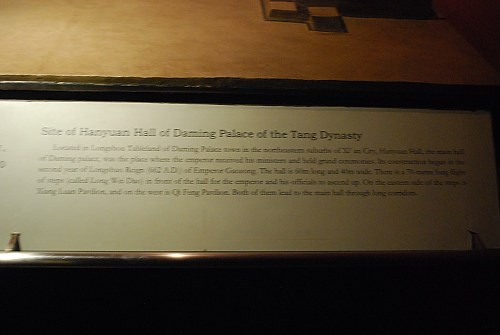 Site of Hanyuan Hall of Daming Palace of the Tang Dynasty
Located in Longshou Tableland of Daming Palace town in the northeastern suburbs of Xi'an City, Hanyuan Hall, the main hall
of Daming palace, was the place where the emperor received his ministers and held grand ceremonies. Its construction began in the
second year of Longshuo Reign (662 A.D.) of Emperor Gaozong. The hall is 60m long and 40m wide. There is a 78-metre long flight
of steps (called Long Wei Dao) in front of the hall for the emperor and his officials to ascend up. On the eastern side of the steps is
Xiang Luan Pavilion, and on the west is Qi Feng Pavilion. Both of them lead to the main hall through long corridors.